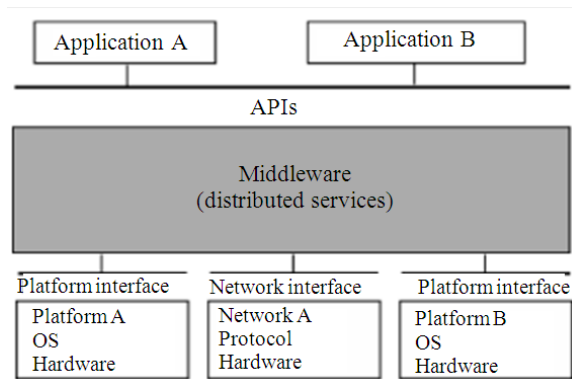 Application A
Application B
APIs
Middleware
(distributed services)
Platform interface
Network interface
Platform interface
Platform A
OS
Hardware
Network A
Protocol
Hardware
Platform B
OS
Hardware